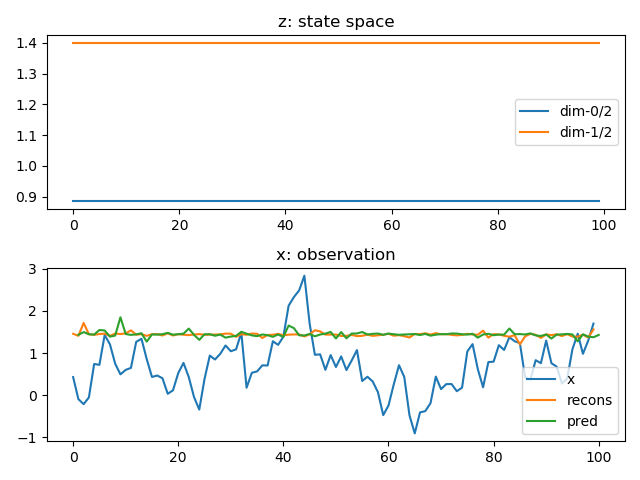 z: state space
1.4
1.3
1.2
1.1
1.0
0.9
dim-0/2
dim-1/2
0 20 40 60 80 100
x: observation
3
2
1
0
−1
x
recons
pred
0 20 40 60 80 100